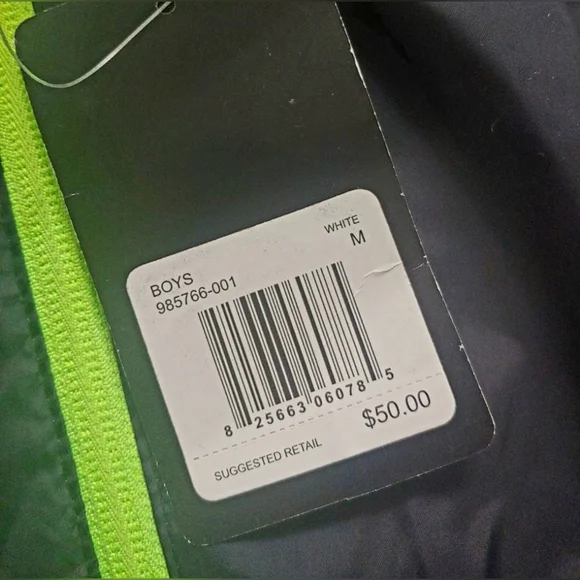 WHITE
M
BOYS
985766-001
8 25663 06078 5
$50.00
SUGGESTED RETAIL